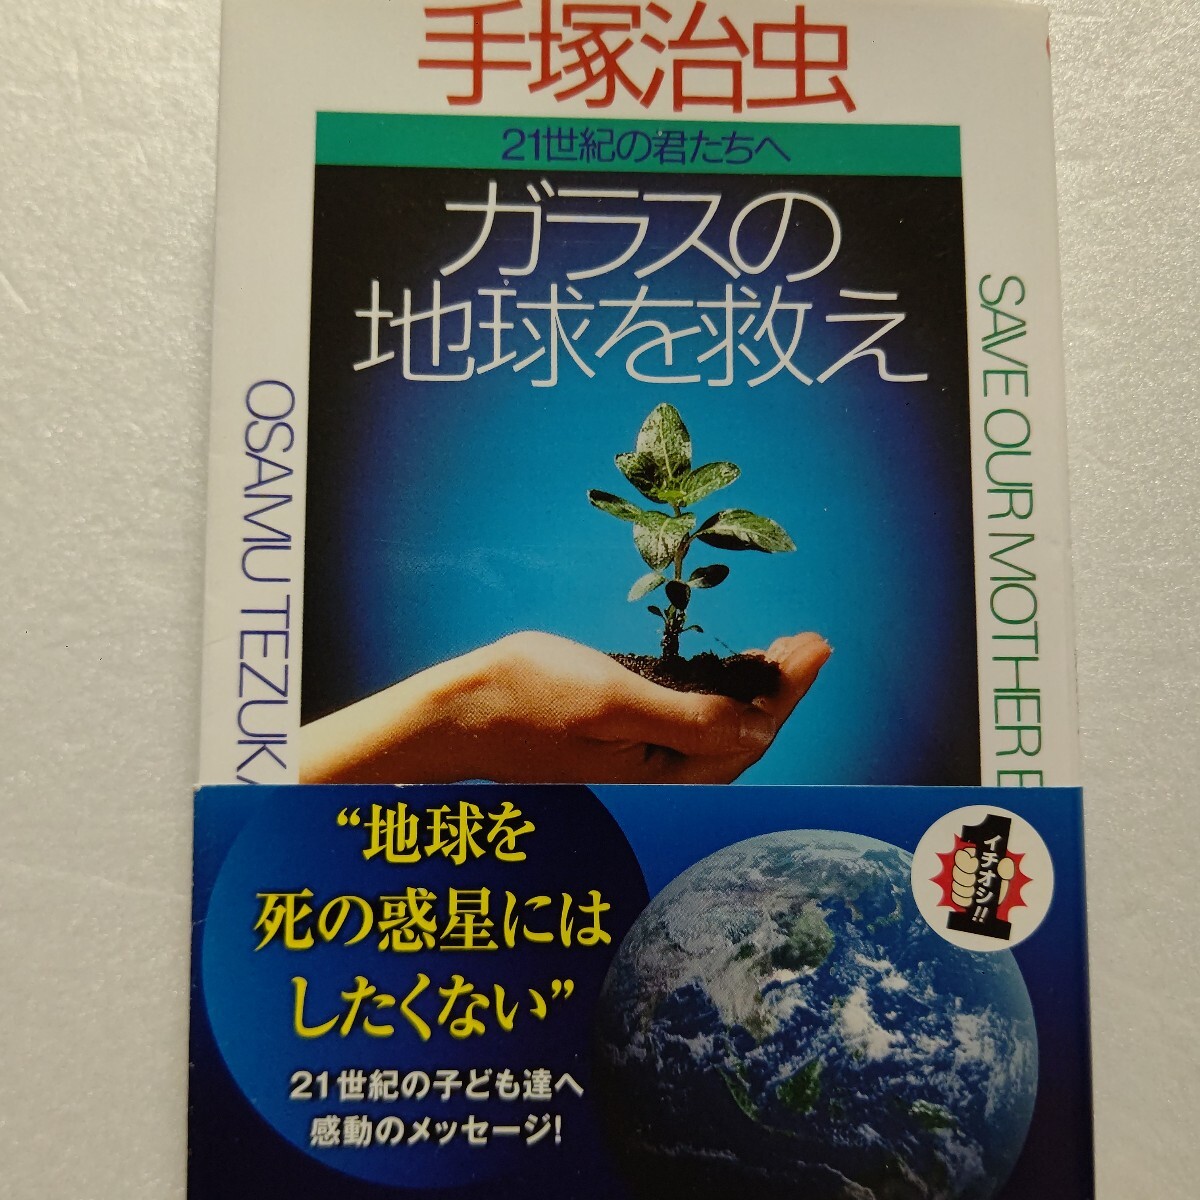 手塚治虫
21世紀の君たちへ
ガラスの
地球を救え
OSAMU TEZUKA
SAVE OUR MOTHER
“地球を
死の惑星には
したくない”
21世紀の子ども達へ
感動のメッセージ!
1
イチオシ!!